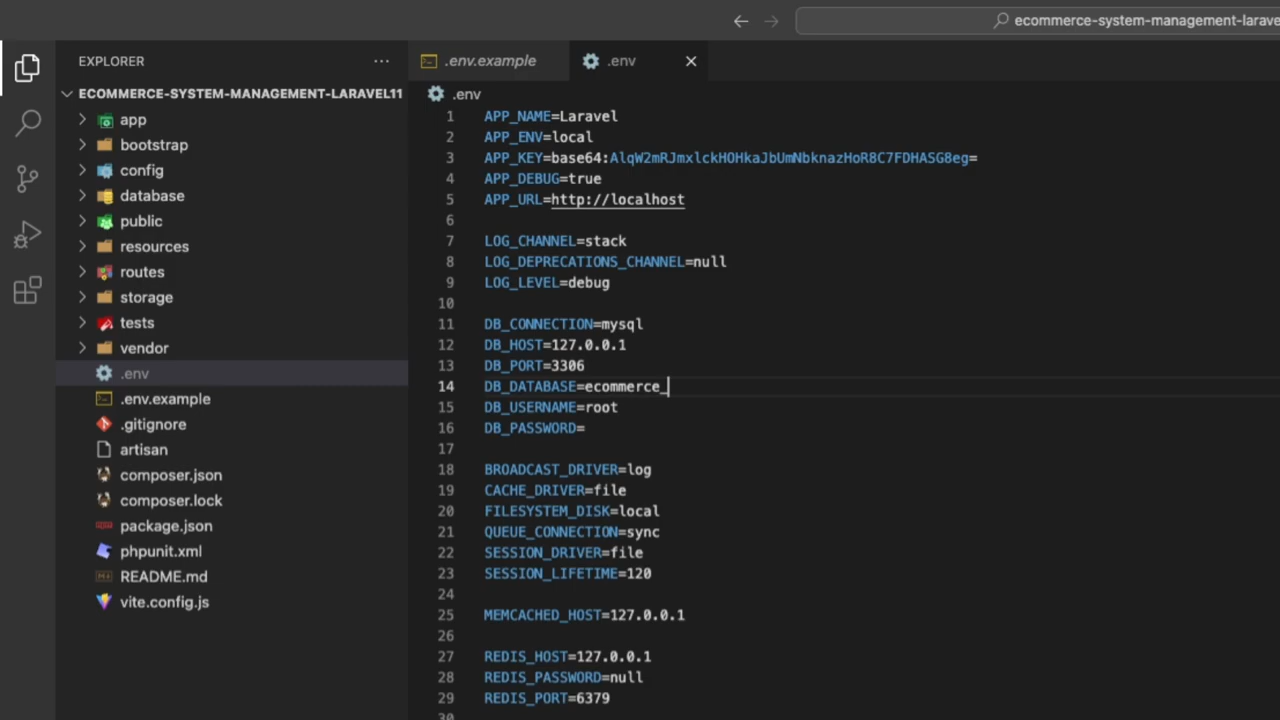 ecommerce-system-management-larave
EXPLORER
.env.example
.env
ECOMMERCE-SYSTEM-MANAGEMENT-LARAVEL11
app
bootstrap
config
database
public
resources
routes
storage
tests
vendor
.env
.env.example
.gitignore
artisan
composer.json
composer.lock
package.json
phpunit.xml
README.md
vite.config.js
.env
1 APP_NAME=Laravel
2 APP_ENV=local
3 APP_KEY=base64:AlqW2mRJmxlckHOHkaJbUmNbknazHoR8C7FDHASG8eg=
4 APP_DEBUG=true
5 APP_URL=http://localhost
6
7 LOG_CHANNEL=stack
8 LOG_DEPRECATIONS_CHANNEL=null
9 LOG_LEVEL=debug
10
11 DB_CONNECTION=mysql
12 DB_HOST=127.0.0.1
13 DB_PORT=3306
14 DB_DATABASE=ecommerce_
15 DB_USERNAME=root
16 DB_PASSWORD=
17
18 BROADCAST_DRIVER=log
19 CACHE_DRIVER=file
20 FILESYSTEM_DISK=local
21 QUEUE_CONNECTION=sync
22 SESSION_DRIVER=file
23 SESSION_LIFETIME=120
24
25 MEMCACHED_HOST=127.0.0.1
26
27 REDIS_HOST=127.0.0.1
28 REDIS_PASSWORD=null
29 REDIS_PORT=6379
30